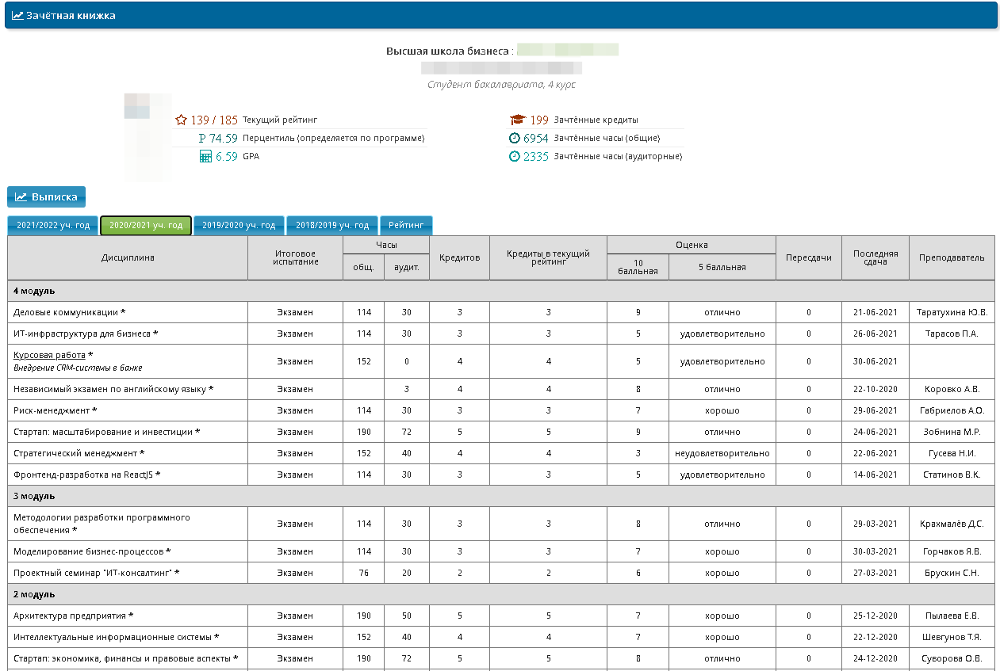 Зачётная книжка
Высшая школа бизнеса :
Студент бакалавриата, 4 курс
139 / 185 Текущий рейтинг
P 74.59 Перцентиль (определяется по программе)
6.59 GPA
199 Зачтённые кредиты
6954 Зачтённые часы (общие)
2335 Зачтённые часы (аудиторные)
Выписка
2021/2022 уч. год 2020/2021 уч. год 2019/2020 уч. год 2018/2019 уч. год Рейтинг
Дисциплина Итоговое испытание Часы общ. аудит. Кредитов Кредиты в текущий рейтинг Оценка 10 балльная 5 балльная Пересдачи Последняя сдача Преподаватель
4 модуль
Деловые коммуникации * Экзамен 114 30 3 3 9 отлично 0 21-06-2021 Таратухина Ю.В.
ИТ-инфраструктура для бизнеса * Экзамен 114 30 3 3 5 удовлетворительно 0 26-06-2021 Тарасов П.А.
Курсовая работа * Экзамен 152 0 4 4 5 удовлетворительно 0 30-06-2021
Внедрение CRM-системы в банке
Независимый экзамен по английскому языку * Экзамен 3 4 4 8 отлично 0 22-10-2020 Коровко А.В.
Риск-менеджмент * Экзамен 114 30 3 3 7 хорошо 0 29-06-2021 Габриелов А.О.
Стартап: масштабирование и инвестиции * Экзамен 190 72 5 5 9 отлично 0 24-06-2021 Зобнина М.Р.
Стратегический менеджмент * Экзамен 152 40 4 4 3 неудовлетворительно 0 22-06-2021 Гусева Н.И.
Фронтенд-разработка на ReactJS * Экзамен 114 30 3 3 5 удовлетворительно 0 14-06-2021 Статинов В.К.
3 модуль
Методологии разработки программного
обеспечения * Экзамен 114 30 3 3 8 отлично 0 29-03-2021 Крахмалёв Д.С.
Моделирование бизнес-процессов * Экзамен 114 30 3 3 7 хорошо 0 30-03-2021 Горчаков Я.В.
Проектный семинар "ИТ-консалтинг" * Экзамен 76 20 2 2 6 хорошо 0 27-03-2021 Брускин С.Н.
2 модуль
Архитектура предприятия * Экзамен 190 50 5 5 7 хорошо 0 25-12-2020 Пылаева Е.В.
Интеллектуальные информационные системы * Экзамен 152 40 4 4 7 хорошо 0 22-12-2020 Шевгунов Т.Я.
Стартап: экономика, финансы и правовые аспекты * Экзамен 190 72 5 5 8 отлично 0 24-12-2020 Суворова О.В.